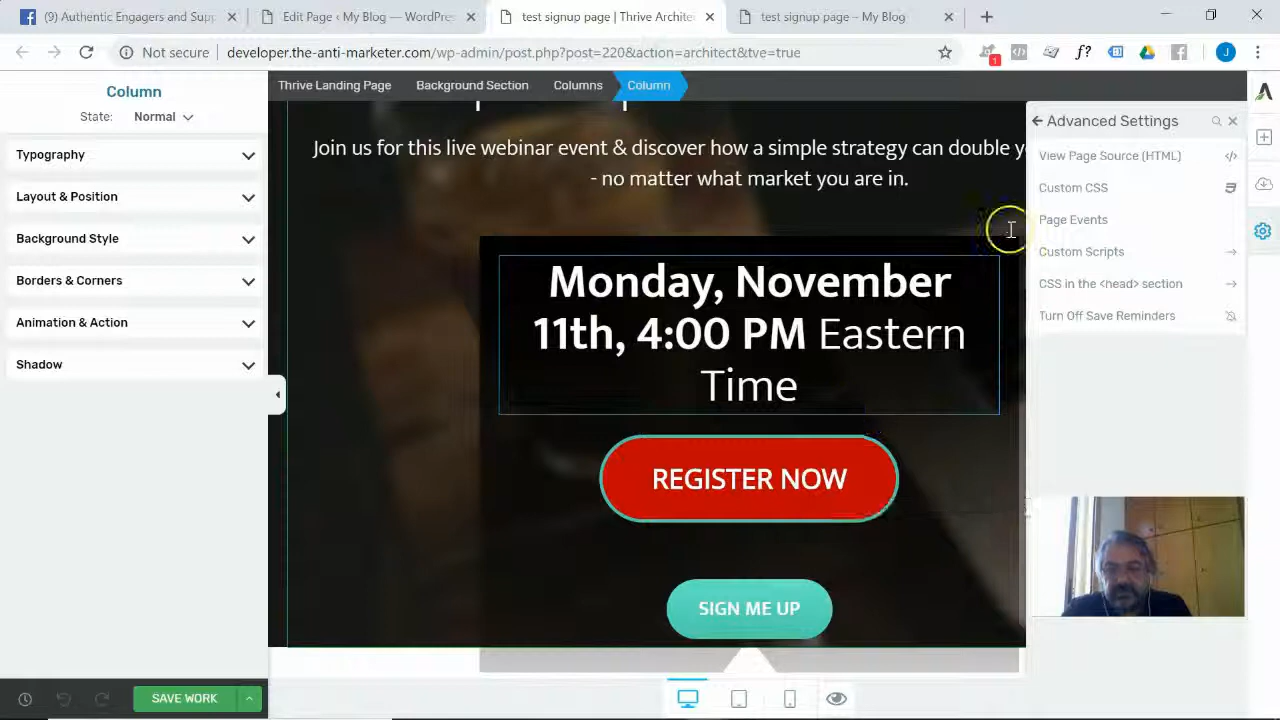 (9) Authentic Engagers and Supp
Edit Page ‹ My Blog — WordPres
test signup page | Thrive Archite
test signup page – My Blog
Not secure
developer.the-anti-marketer.com/wp-admin/post.php?post=220&action=architect&tve=true
1
J
Column
State: Normal
Typography
Layout & Position
Background Style
Borders & Corners
Animation & Action
Shadow
SAVE WORK
Thrive Landing Page
Background Section
Columns
Column
Join us for this live webinar event & discover how a simple strategy can double
- no matter what market you are in.
Monday, November
11th, 4:00 PM Eastern
Time
REGISTER NOW
SIGN ME UP
Advanced Settings
View Page Source (HTML)
Custom CSS
Page Events
Custom Scripts
CSS in the <head> section
Turn Off Save Reminders